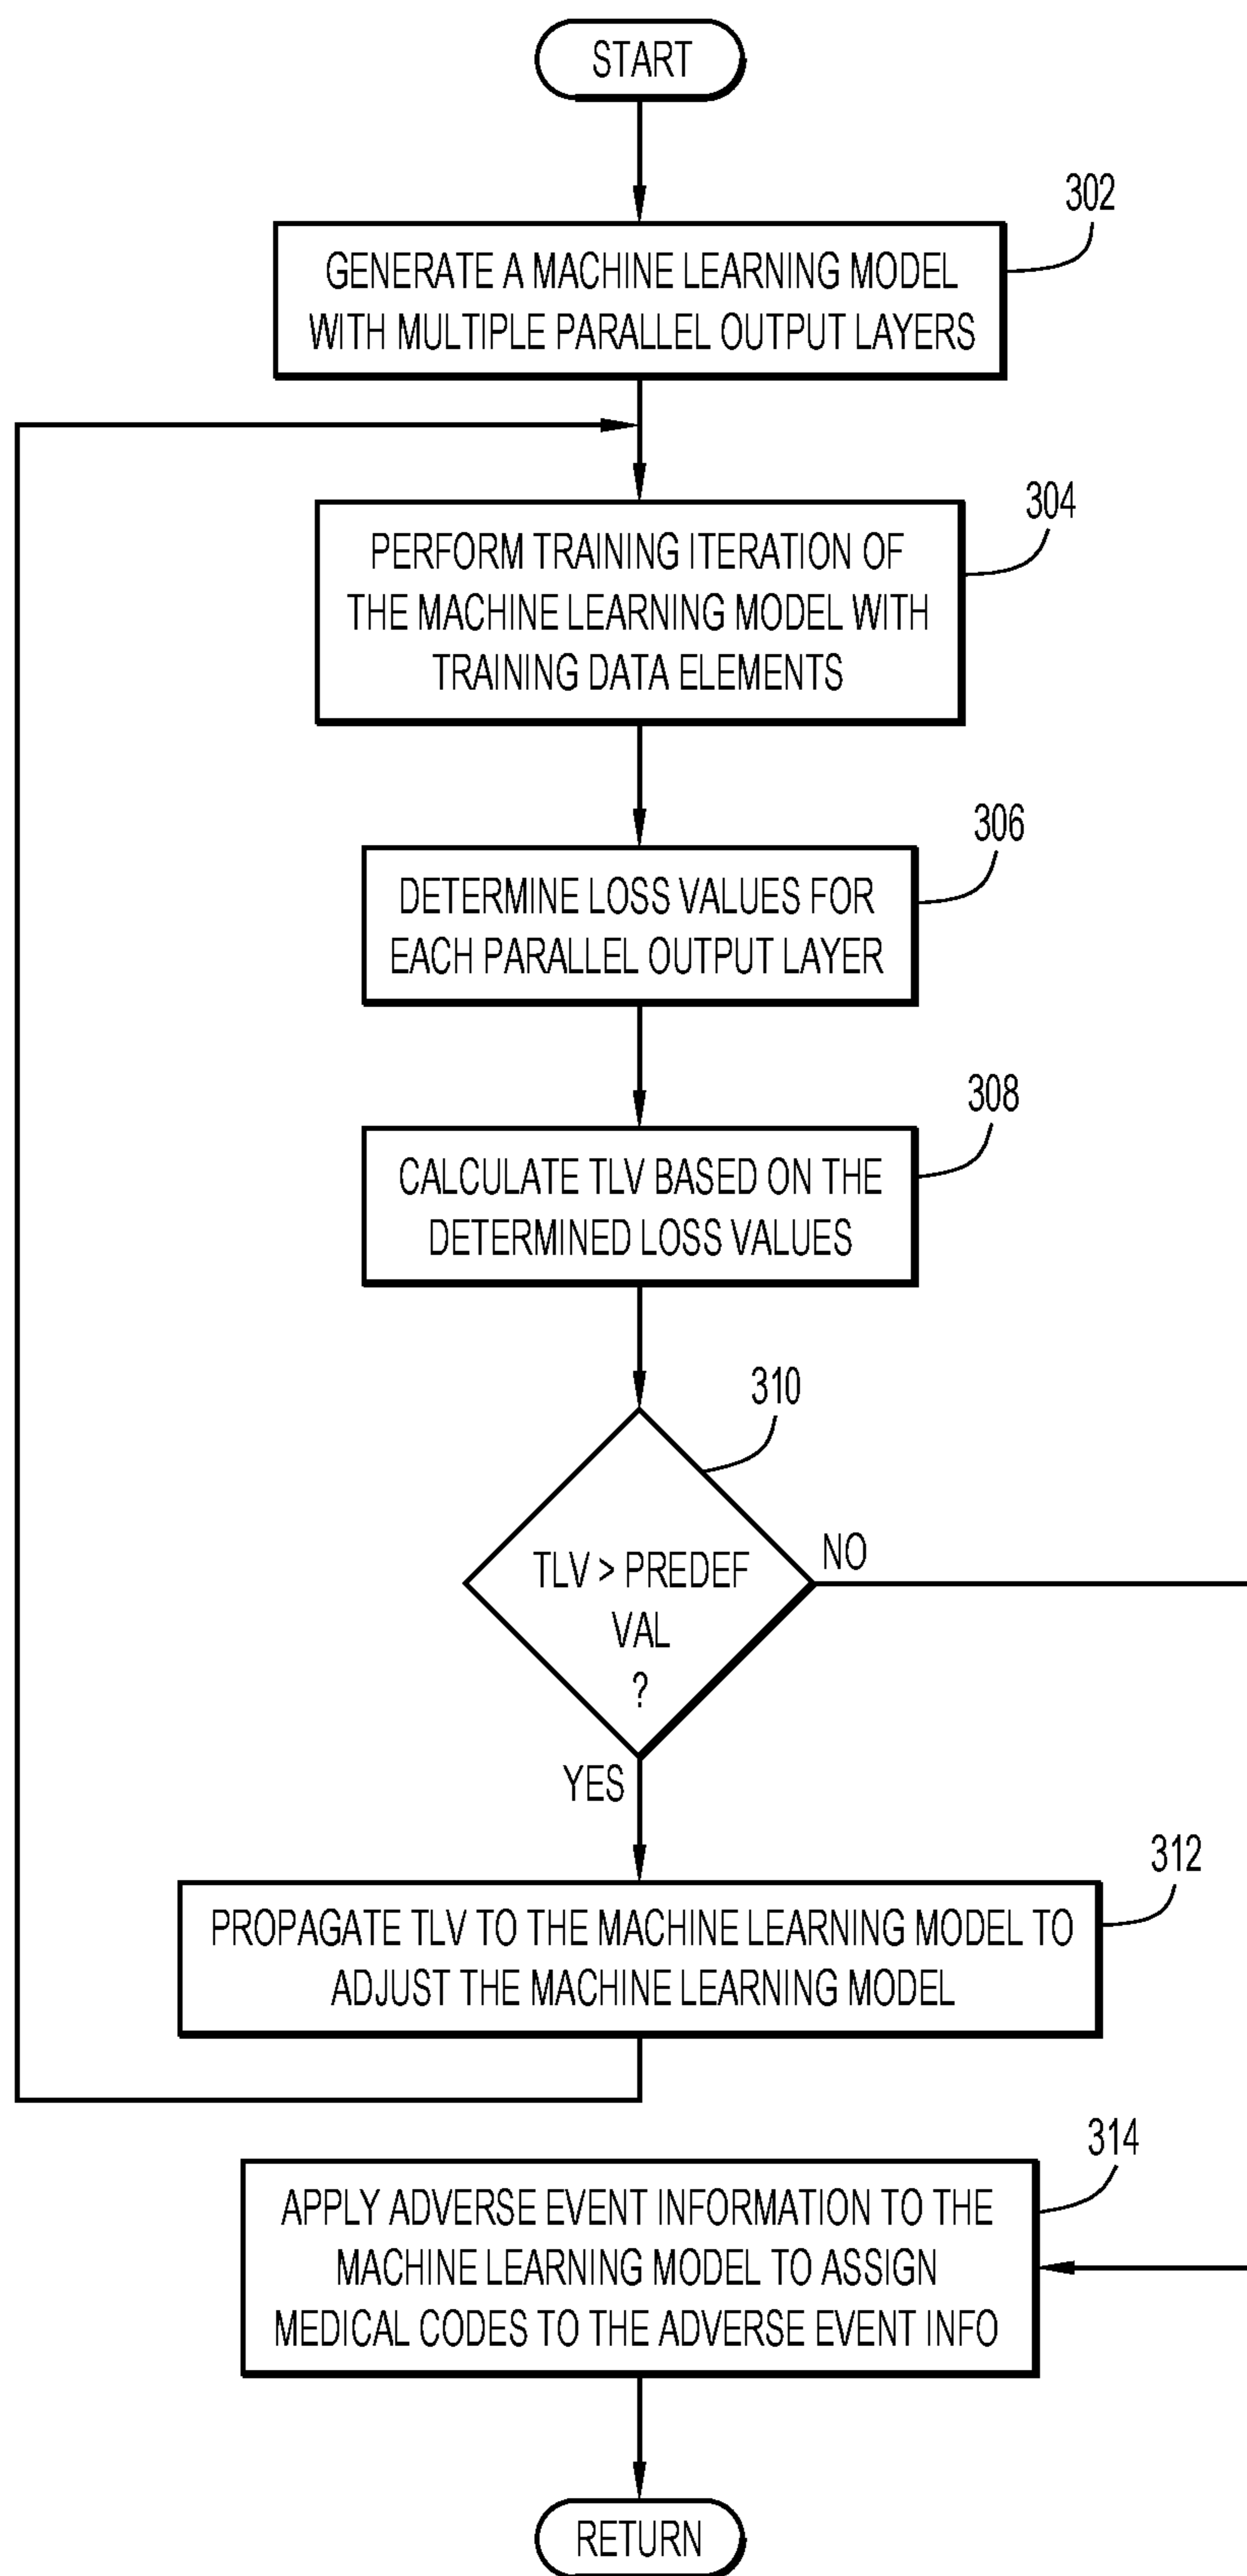 START
302
GENERATE A MACHINE LEARNING MODEL
WITH MULTIPLE PARALLEL OUTPUT LAYERS
304
PERFORM TRAINING ITERATION OF
THE MACHINE LEARNING MODEL WITH
TRAINING DATA ELEMENTS
306
DETERMINE LOSS VALUES FOR
EACH PARALLEL OUTPUT LAYER
308
CALCULATE TLV BASED ON THE
DETERMINED LOSS VALUES
310
TLV > PREDEF
VAL
?
NO
YES
312
PROPAGATE TLV TO THE MACHINE LEARNING MODEL TO
ADJUST THE MACHINE LEARNING MODEL
314
APPLY ADVERSE EVENT INFORMATION TO THE
MACHINE LEARNING MODEL TO ASSIGN
MEDICAL CODES TO THE ADVERSE EVENT INFO
RETURN